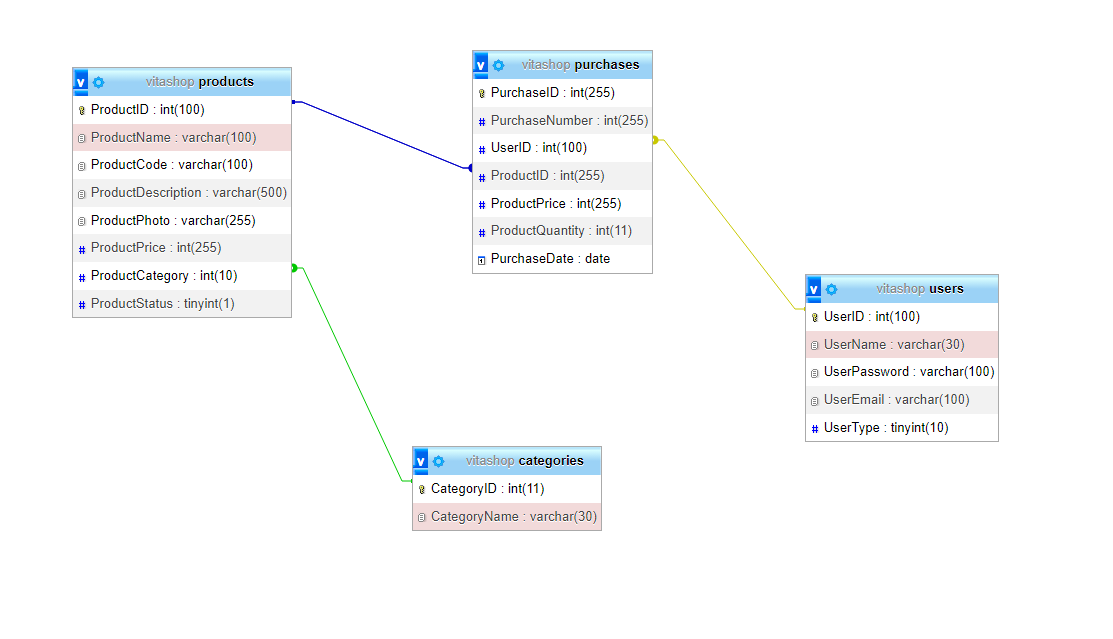 v vitashop products
ProductID : int(100)
ProductName : varchar(100)
ProductCode : varchar(100)
ProductDescription : varchar(500)
ProductPhoto : varchar(255)
# ProductPrice : int(255)
# ProductCategory : int(10)
# ProductStatus : tinyint(1)
v vitashop purchases
PurchaseID : int(255)
# PurchaseNumber : int(255)
# UserID : int(100)
# ProductID : int(255)
# ProductPrice : int(255)
# ProductQuantity : int(11)
PurchaseDate : date
v vitashop users
UserID : int(100)
UserName : varchar(30)
UserPassword : varchar(100)
UserEmail : varchar(100)
# UserType : tinyint(10)
v vitashop categories
CategoryID : int(11)
CategoryName : varchar(30)